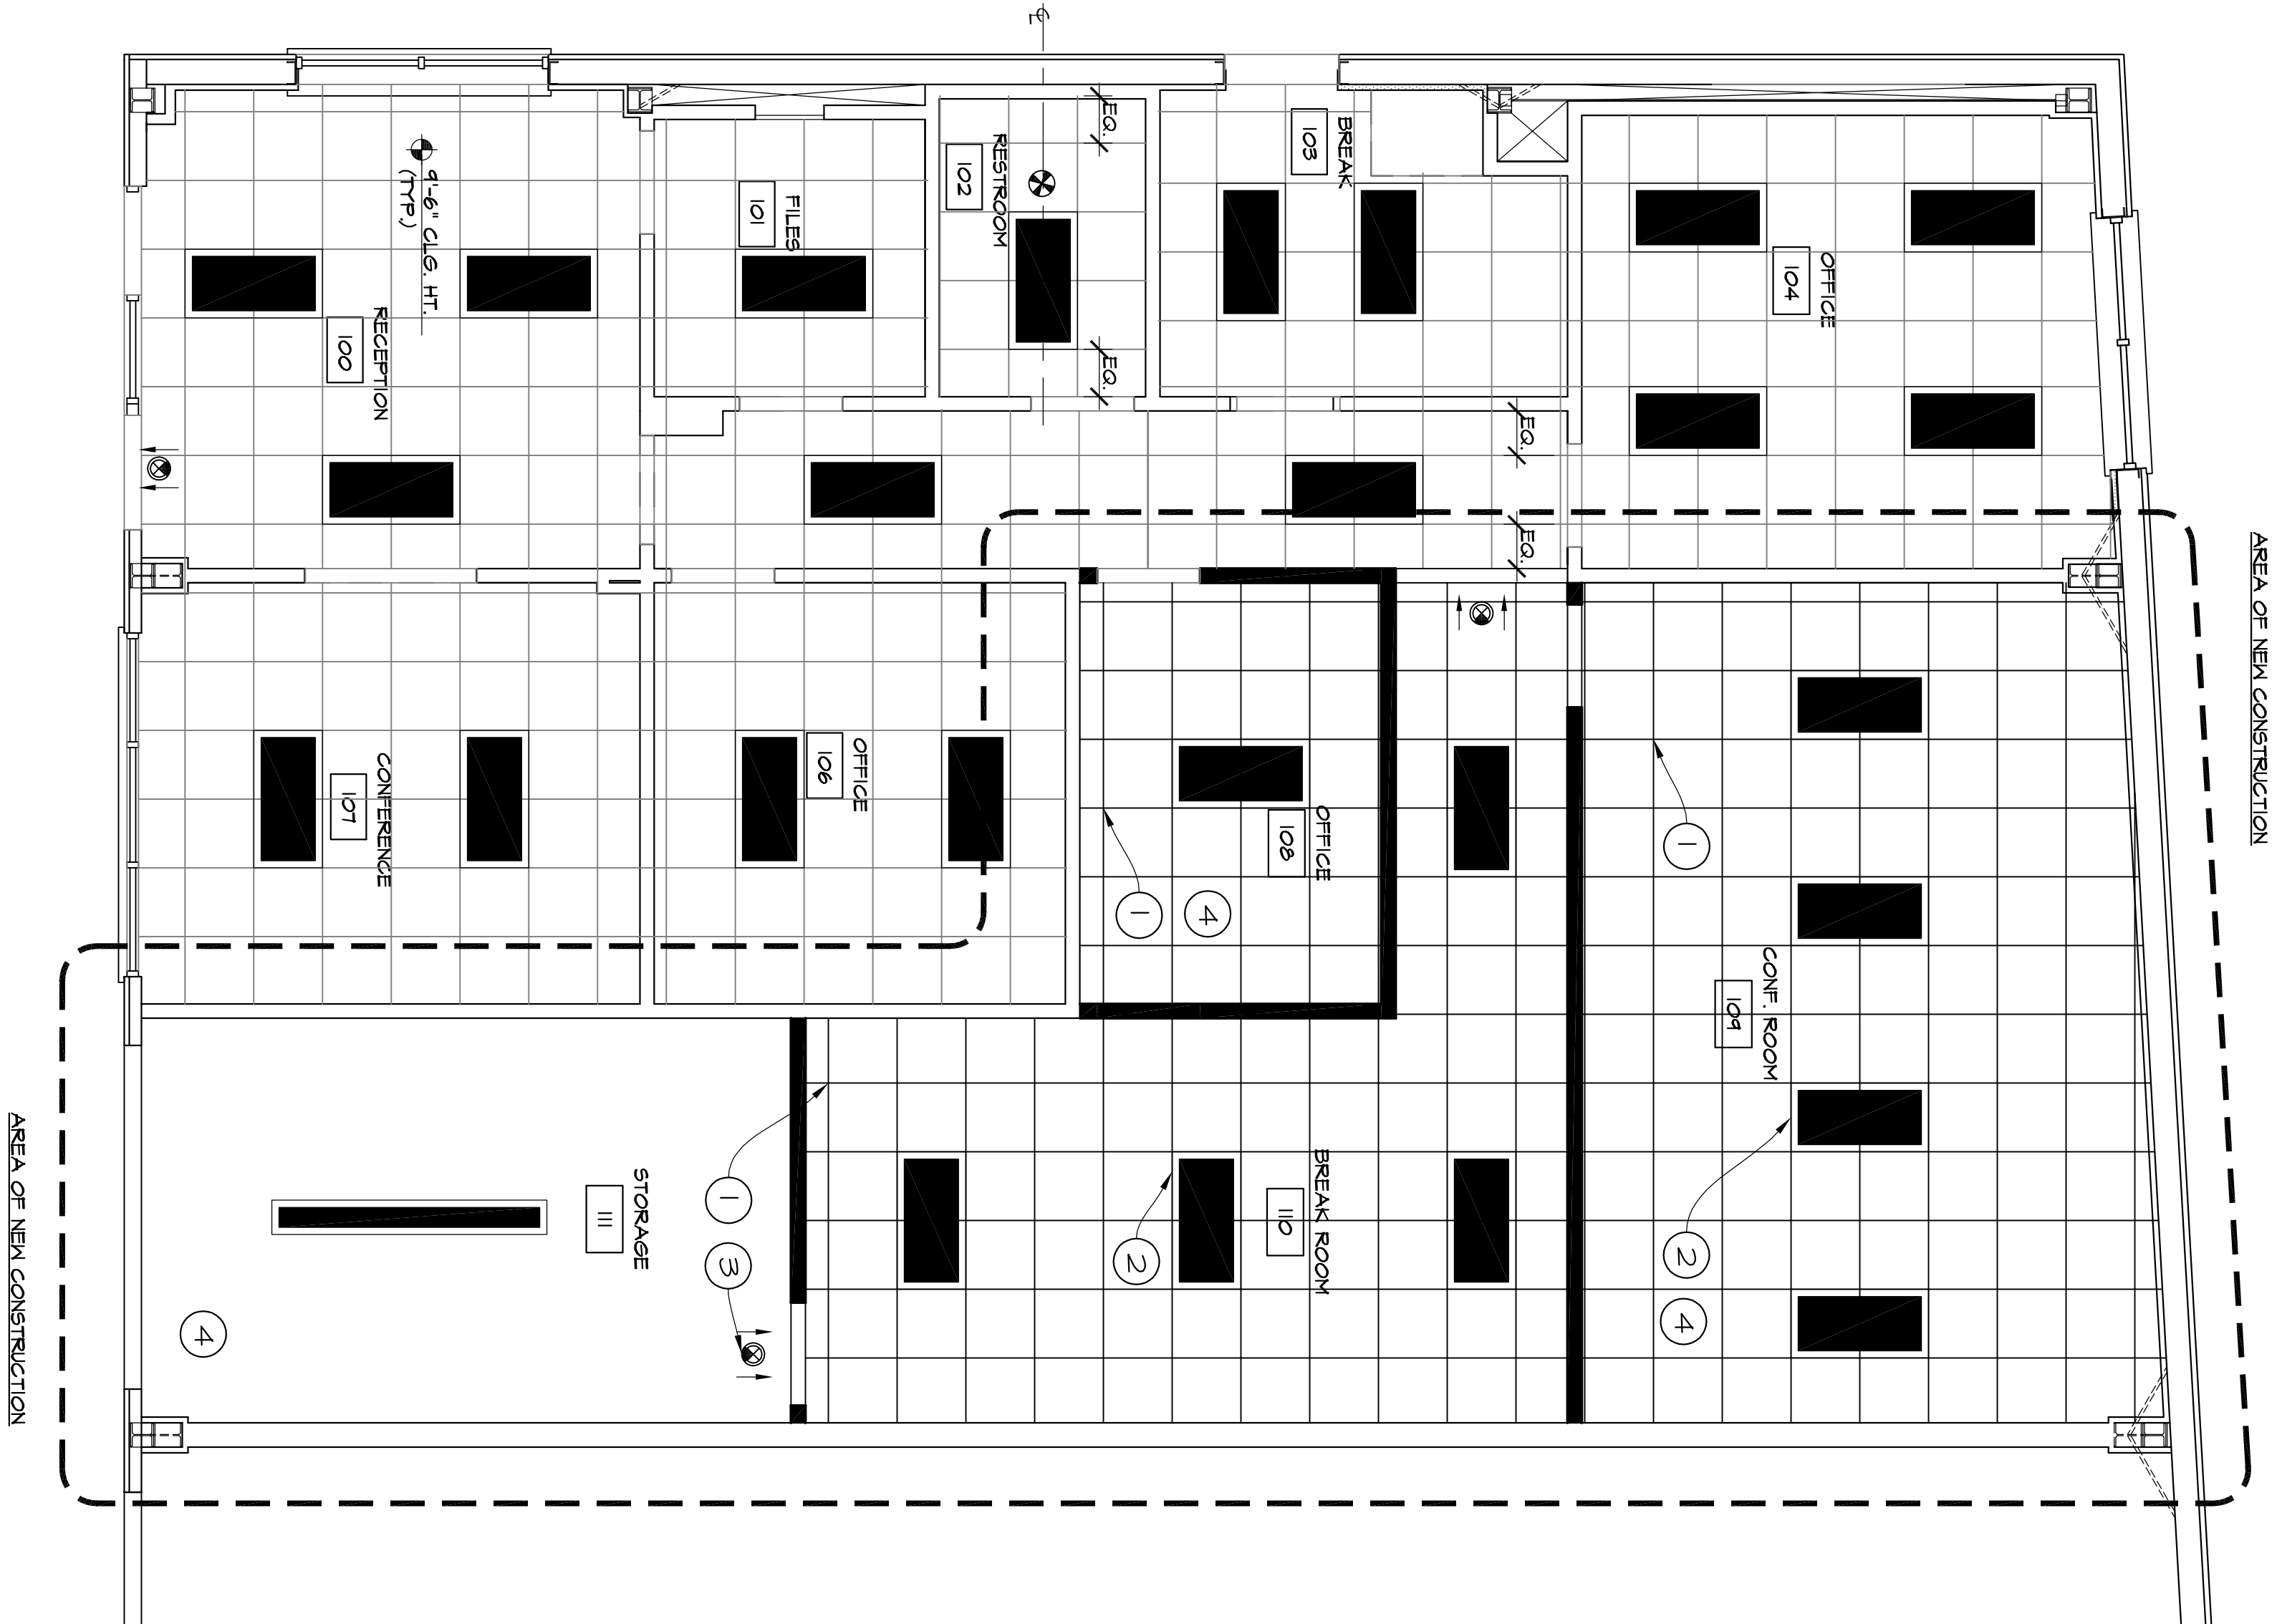 ℄
EQ.
EQ.
9'-6" CLG. HT.
(TYP.)
RECEPTION
100
FILES
101
RESTROOM
102
BREAK
103
OFFICE
104
EQ.
EQ.
OFFICE
106
CONFERENCE
107
OFFICE
108
1
4
CONF. ROOM
109
1
2
4
BREAK ROOM
110
2
STORAGE
111
1
3
4
AREA OF NEW CONSTRUCTION
AREA OF NEW CONSTRUCTION